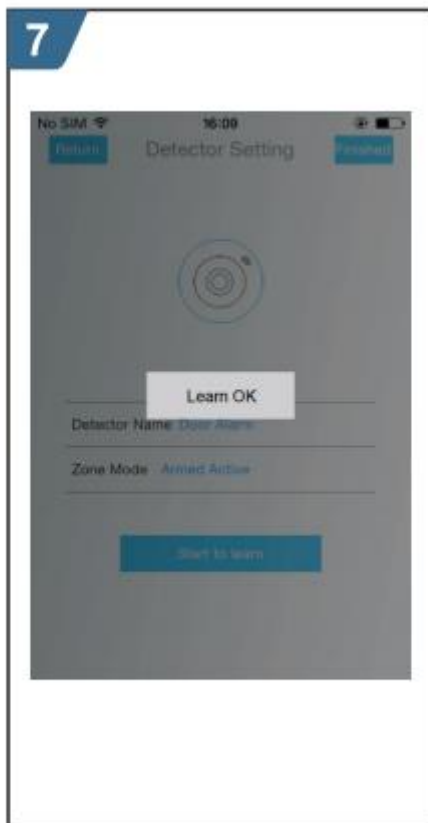 7
No SIM 16:09
Return Detector Setting Finished
Learn OK
Detector Name Door Alarm
Zone Mode Armed Active
Start to learn